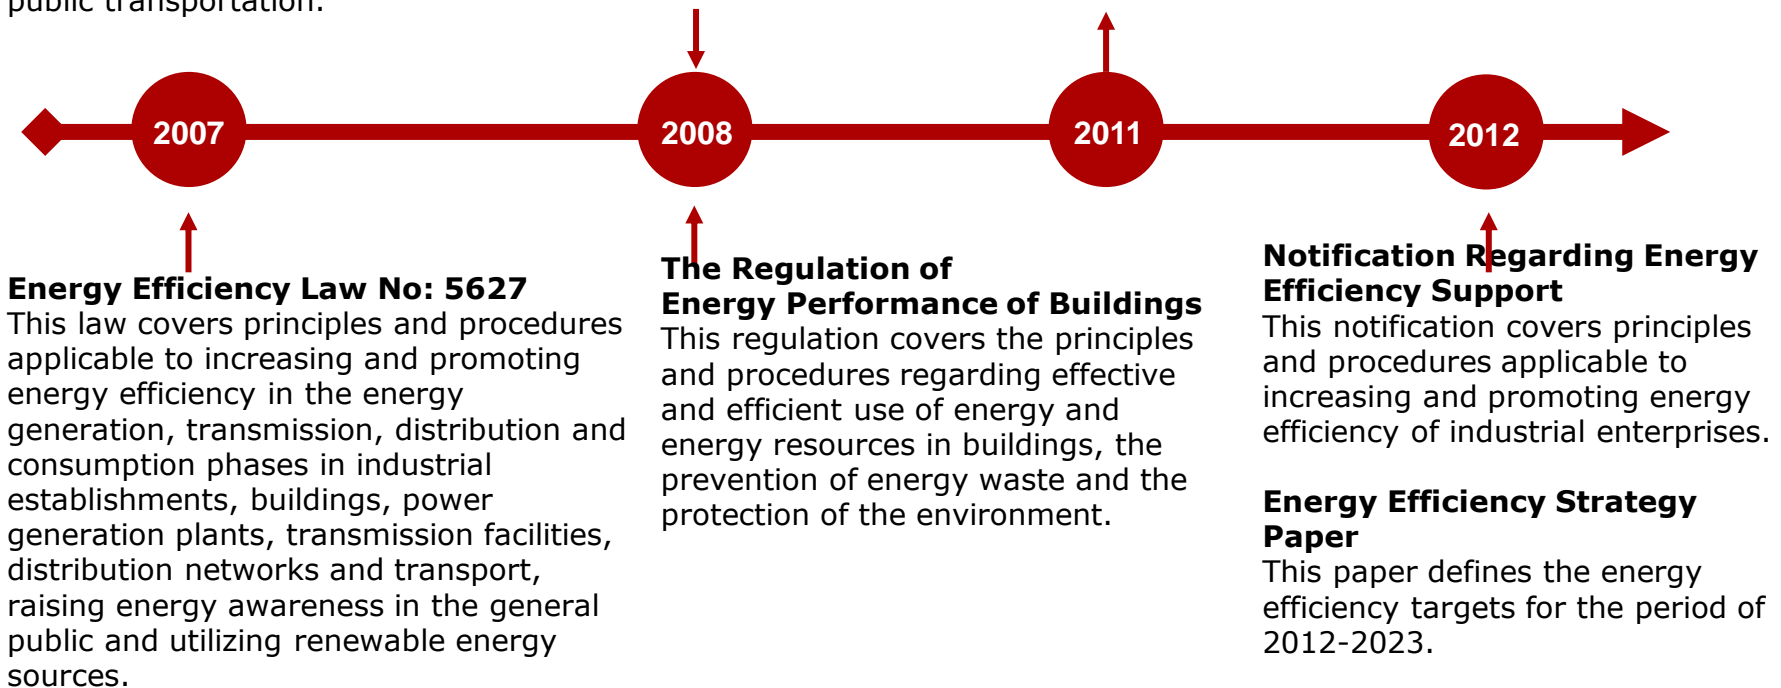 public transportation.
2007
2008
2011
2012
Energy Efficiency Law No: 5627
This law covers principles and procedures
applicable to increasing and promoting
energy efficiency in the energy
generation, transmission, distribution and
consumption phases in industrial
establishments, buildings, power
generation plants, transmission facilities,
distribution networks and transport,
raising energy awareness in the general
public and utilizing renewable energy
sources.
The Regulation of
Energy Performance of Buildings
This regulation covers the principles
and procedures regarding effective
and efficient use of energy and
energy resources in buildings, the
prevention of energy waste and the
protection of the environment.
Notification Regarding Energy
Efficiency Support
This notification covers principles
and procedures applicable to
increasing and promoting energy
efficiency of industrial enterprises.
Energy Efficiency Strategy
Paper
This paper defines the energy
efficiency targets for the period of
2012-2023.